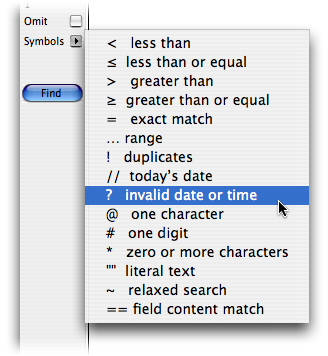 Omit
Symbols
Find
< less than
≤ less than or equal
> greater than
≥ greater than or equal
= exact match
... range
! duplicates
// today's date
? invalid date or time
@ one character
# one digit
* zero or more characters
"" literal text
~ relaxed search
== field content match